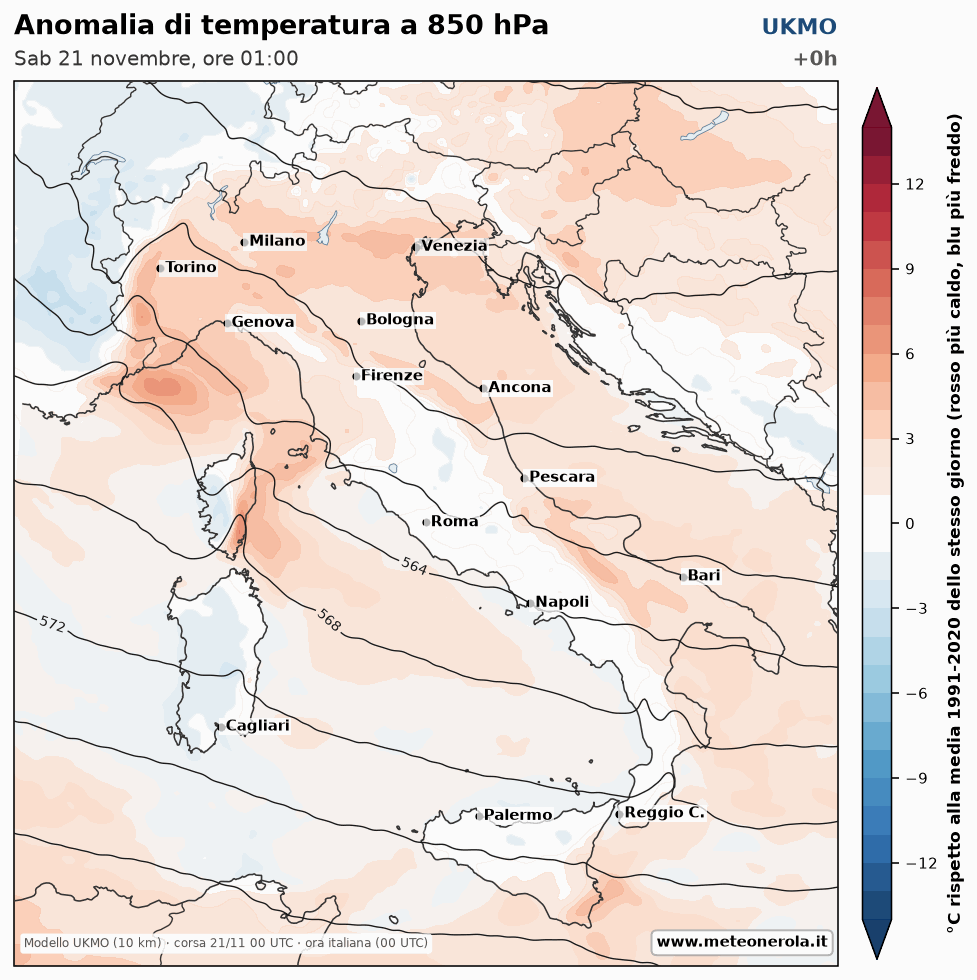 Anomalia di temperatura a 850 hPa
UKMO
Sab 21 novembre, ore 01:00
+0h
Milano
Venezia
Torino
Genova
Bologna
Firenze
Ancona
Pescara
Roma
564
Bari
Napoli
568
572
Cagliari
Palermo
Reggio C.
Modello UKMO (10 km) · corsa 21/11 00 UTC · ora italiana (00 UTC)
www.meteonerola.it
12
9
6
3
0
−3
−6
−9
−12
°C rispetto alla media 1991-2020 dello stesso giorno (rosso più caldo, blu più freddo)